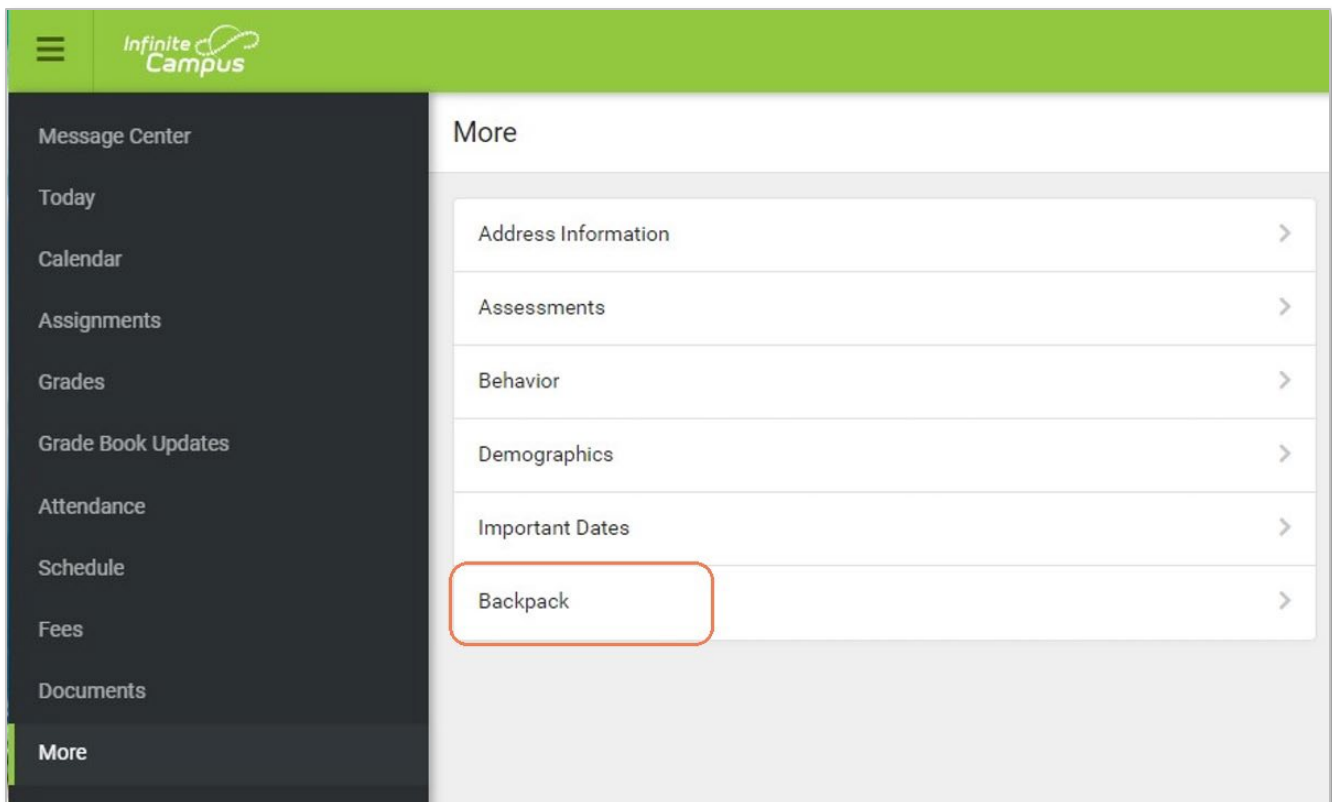 Infinite
Campus
Message Center
Today
Calendar
Assignments
Grades
Grade Book Updates
Attendance
Schedule
Fees
Documents
More
More
Address Information
Assessments
Behavior
Demographics
Important Dates
Backpack